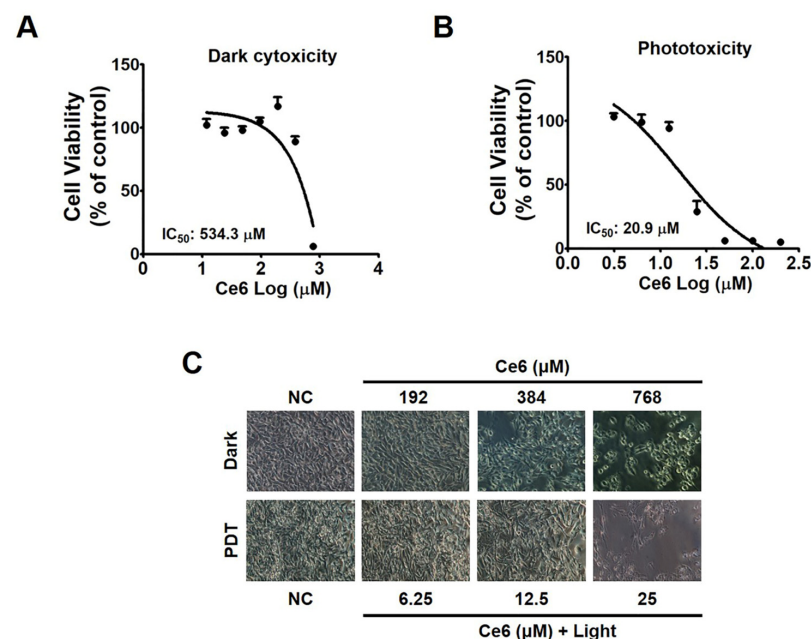 A
Dark cytoxicity
Cell Viability
(% of control)
150
100
50
0
IC50: 534.3 μM
0 1 2 3 4
Ce6 Log (μM)
B
Phototoxicity
Cell Viability
(% of control)
150
100
50
0
IC50: 20.9 μM
0.0 0.5 1.0 1.5 2.0 2.5
Ce6 Log (μM)
C
Ce6 (μM)
NC 192 384 768
Dark
PDT
NC 6.25 12.5 25
Ce6 (μM) + Light